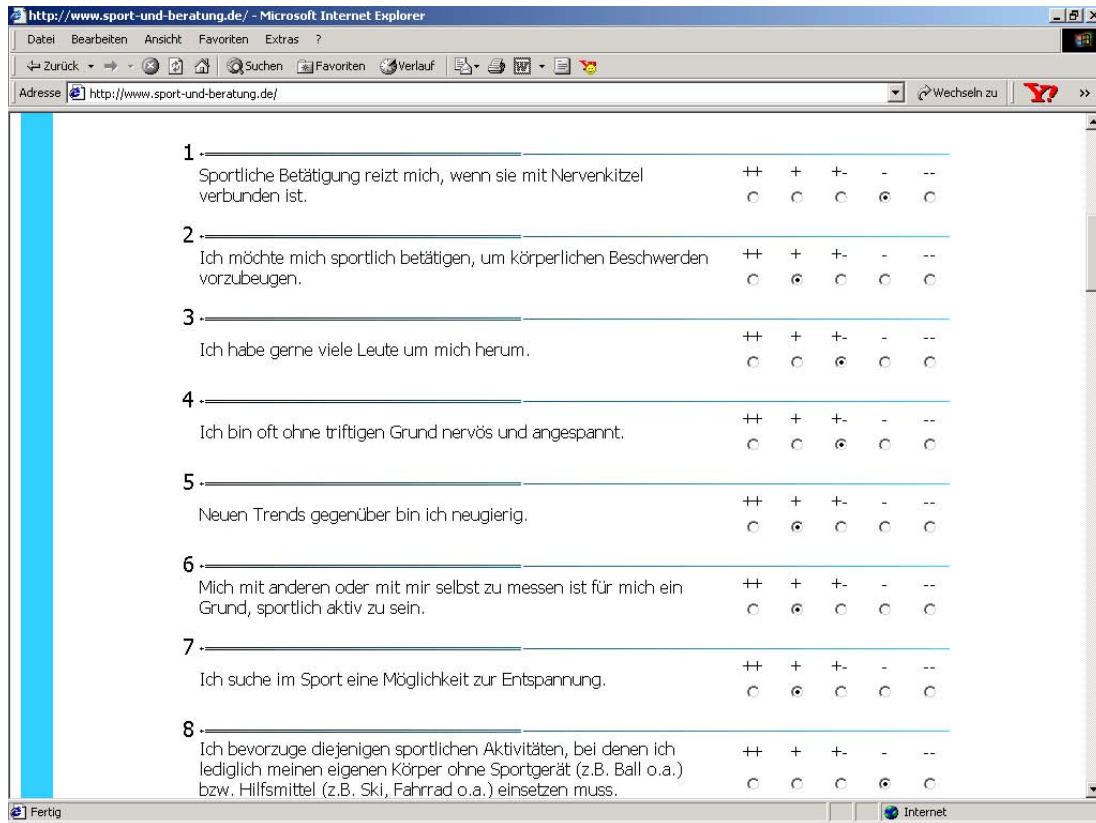 http://www.sport-und-beratung.de/ - Microsoft Internet Explorer
Datei Bearbeiten Ansicht Favoriten Extras ?
Zurück Suchen Favoriten Verlauf
Adresse http://www.sport-und-beratung.de/ Wechseln zu Y? »
1
Sportliche Betätigung reizt mich, wenn sie mit Nervenkitzel ++ + +- - --
verbunden ist.
2
Ich möchte mich sportlich betätigen, um körperlichen Beschwerden ++ + +- - --
vorzubeugen.
3
++ + +- - --
Ich habe gerne viele Leute um mich herum.
4
++ + +- - --
Ich bin oft ohne triftigen Grund nervös und angespannt.
5
++ + +- - --
Neuen Trends gegenüber bin ich neugierig.
6
Mich mit anderen oder mit mir selbst zu messen ist für mich ein ++ + +- - --
Grund, sportlich aktiv zu sein.
7
++ + +- - --
Ich suche im Sport eine Möglichkeit zur Entspannung.
8
Ich bevorzuge diejenigen sportlichen Aktivitäten, bei denen ich ++ + +- - --
lediglich meinen eigenen Körper ohne Sportgerät (z.B. Ball o.a.)
bzw. Hilfsmittel (z.B. Ski, Fahrrad o.a.) einsetzen muss.
Fertig Internet